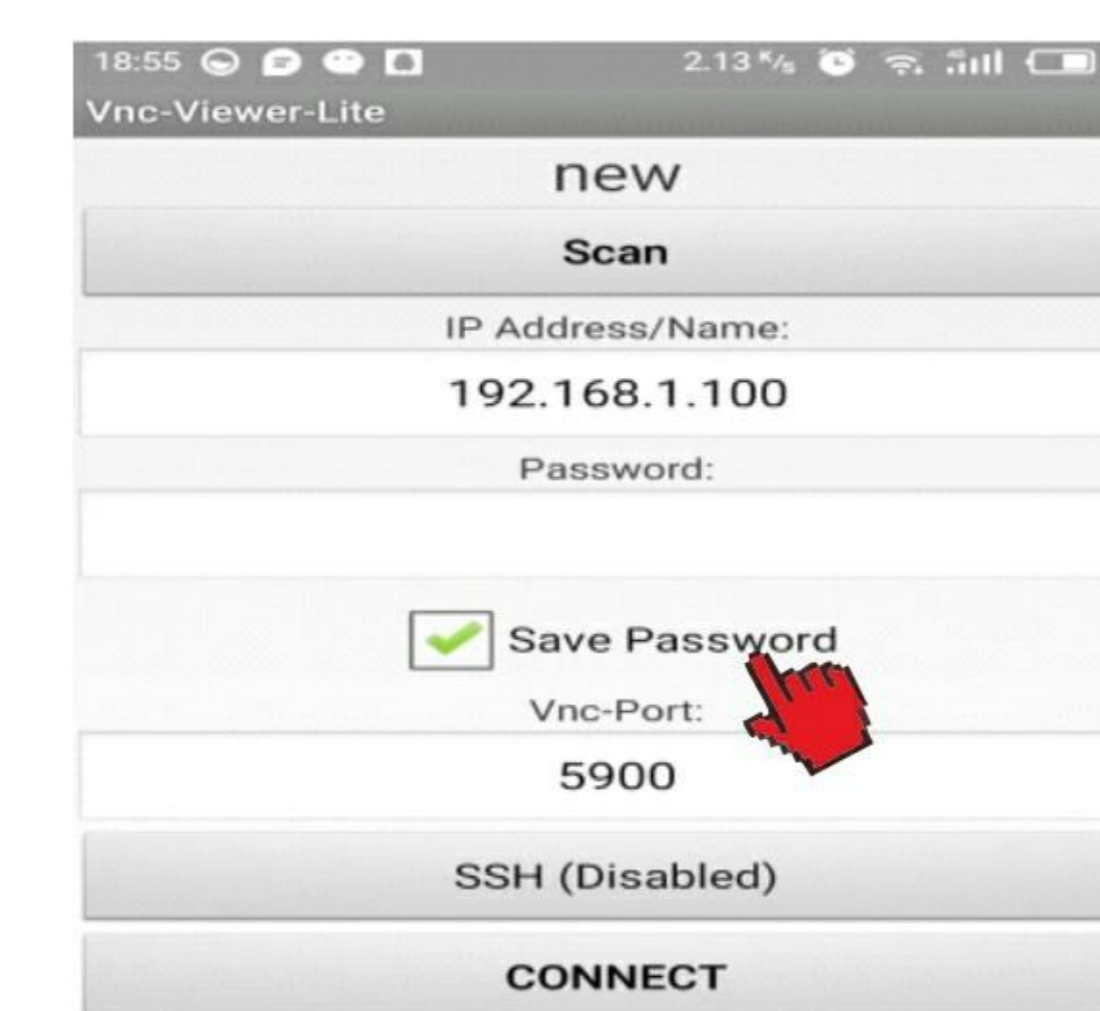 18:55 2.13 K/s
Vnc-Viewer-Lite
new
Scan
IP Address/Name:
192.168.1.100
Password:
Save Password
Vnc-Port:
5900
SSH (Disabled)
CONNECT